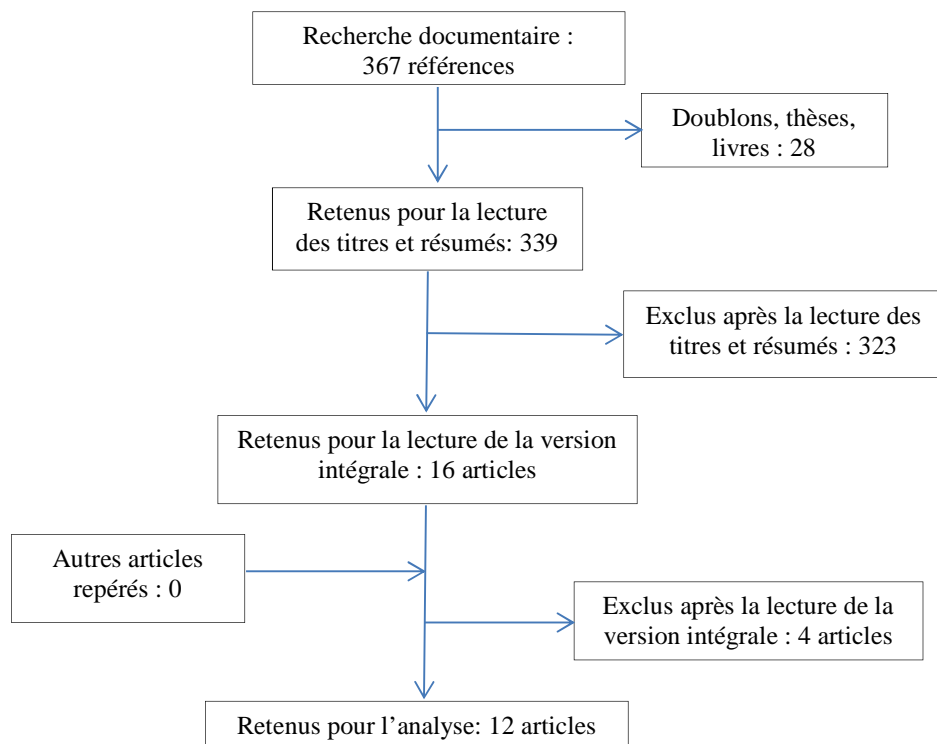 Recherche documentaire :
367 références
Doublons, thèses,
livres : 28
Retenus pour la lecture
des titres et résumés: 339
Exclus après la lecture des
titres et résumés : 323
Retenus pour la lecture de la version
intégrale : 16 articles
Autres articles
repérés : 0
Exclus après la lecture de la
version intégrale : 4 articles
Retenus pour l’analyse: 12 articles